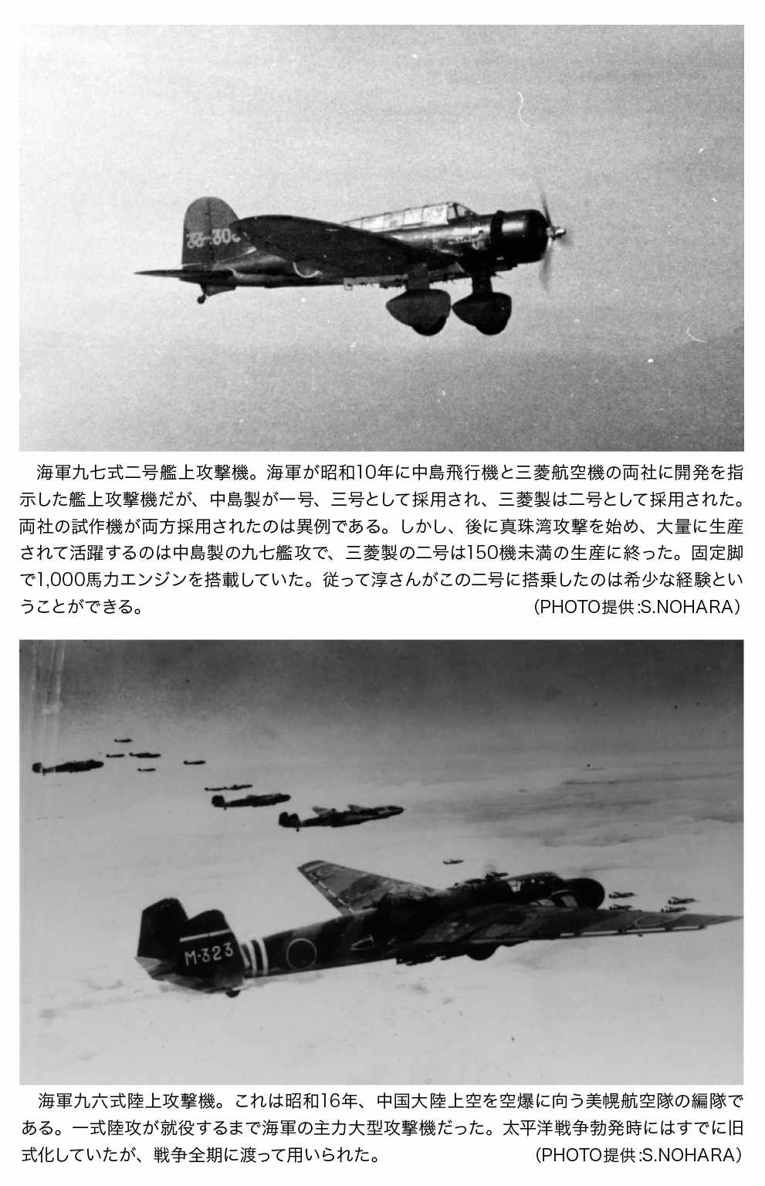 33-30
海軍九七式二号艦上攻撃機。海軍が昭和10年に中島飛行機と三菱航空機の両社に開発を指
示した艦上攻撃機だが、中島製が一号、三号として採用され、三菱製は二号として採用された。
両社の試作機が両方採用されたのは異例である。しかし、後に真珠湾攻撃を始め、大量に生産
されて活躍するのは中島製の九七艦攻で、三菱製の二号は150機未満の生産に終った。固定脚
で1,000馬力エンジンを搭載していた。従って淳さんがこの二号に搭乗したのは希少な経験とい
うことができる。
(PHOTO提供:S.NOHARA)
M-323
海軍九六式陸上攻撃機。これは昭和16年、中国大陸上空を空爆に向う美幌航空隊の編隊で
ある。一式陸攻が就役するまで海軍の主力大型攻撃機だった。太平洋戦争勃発時にはすでに旧
式化していたが、戦争全期に渡って用いられた。
(PHOTO提供:S.NOHARA)